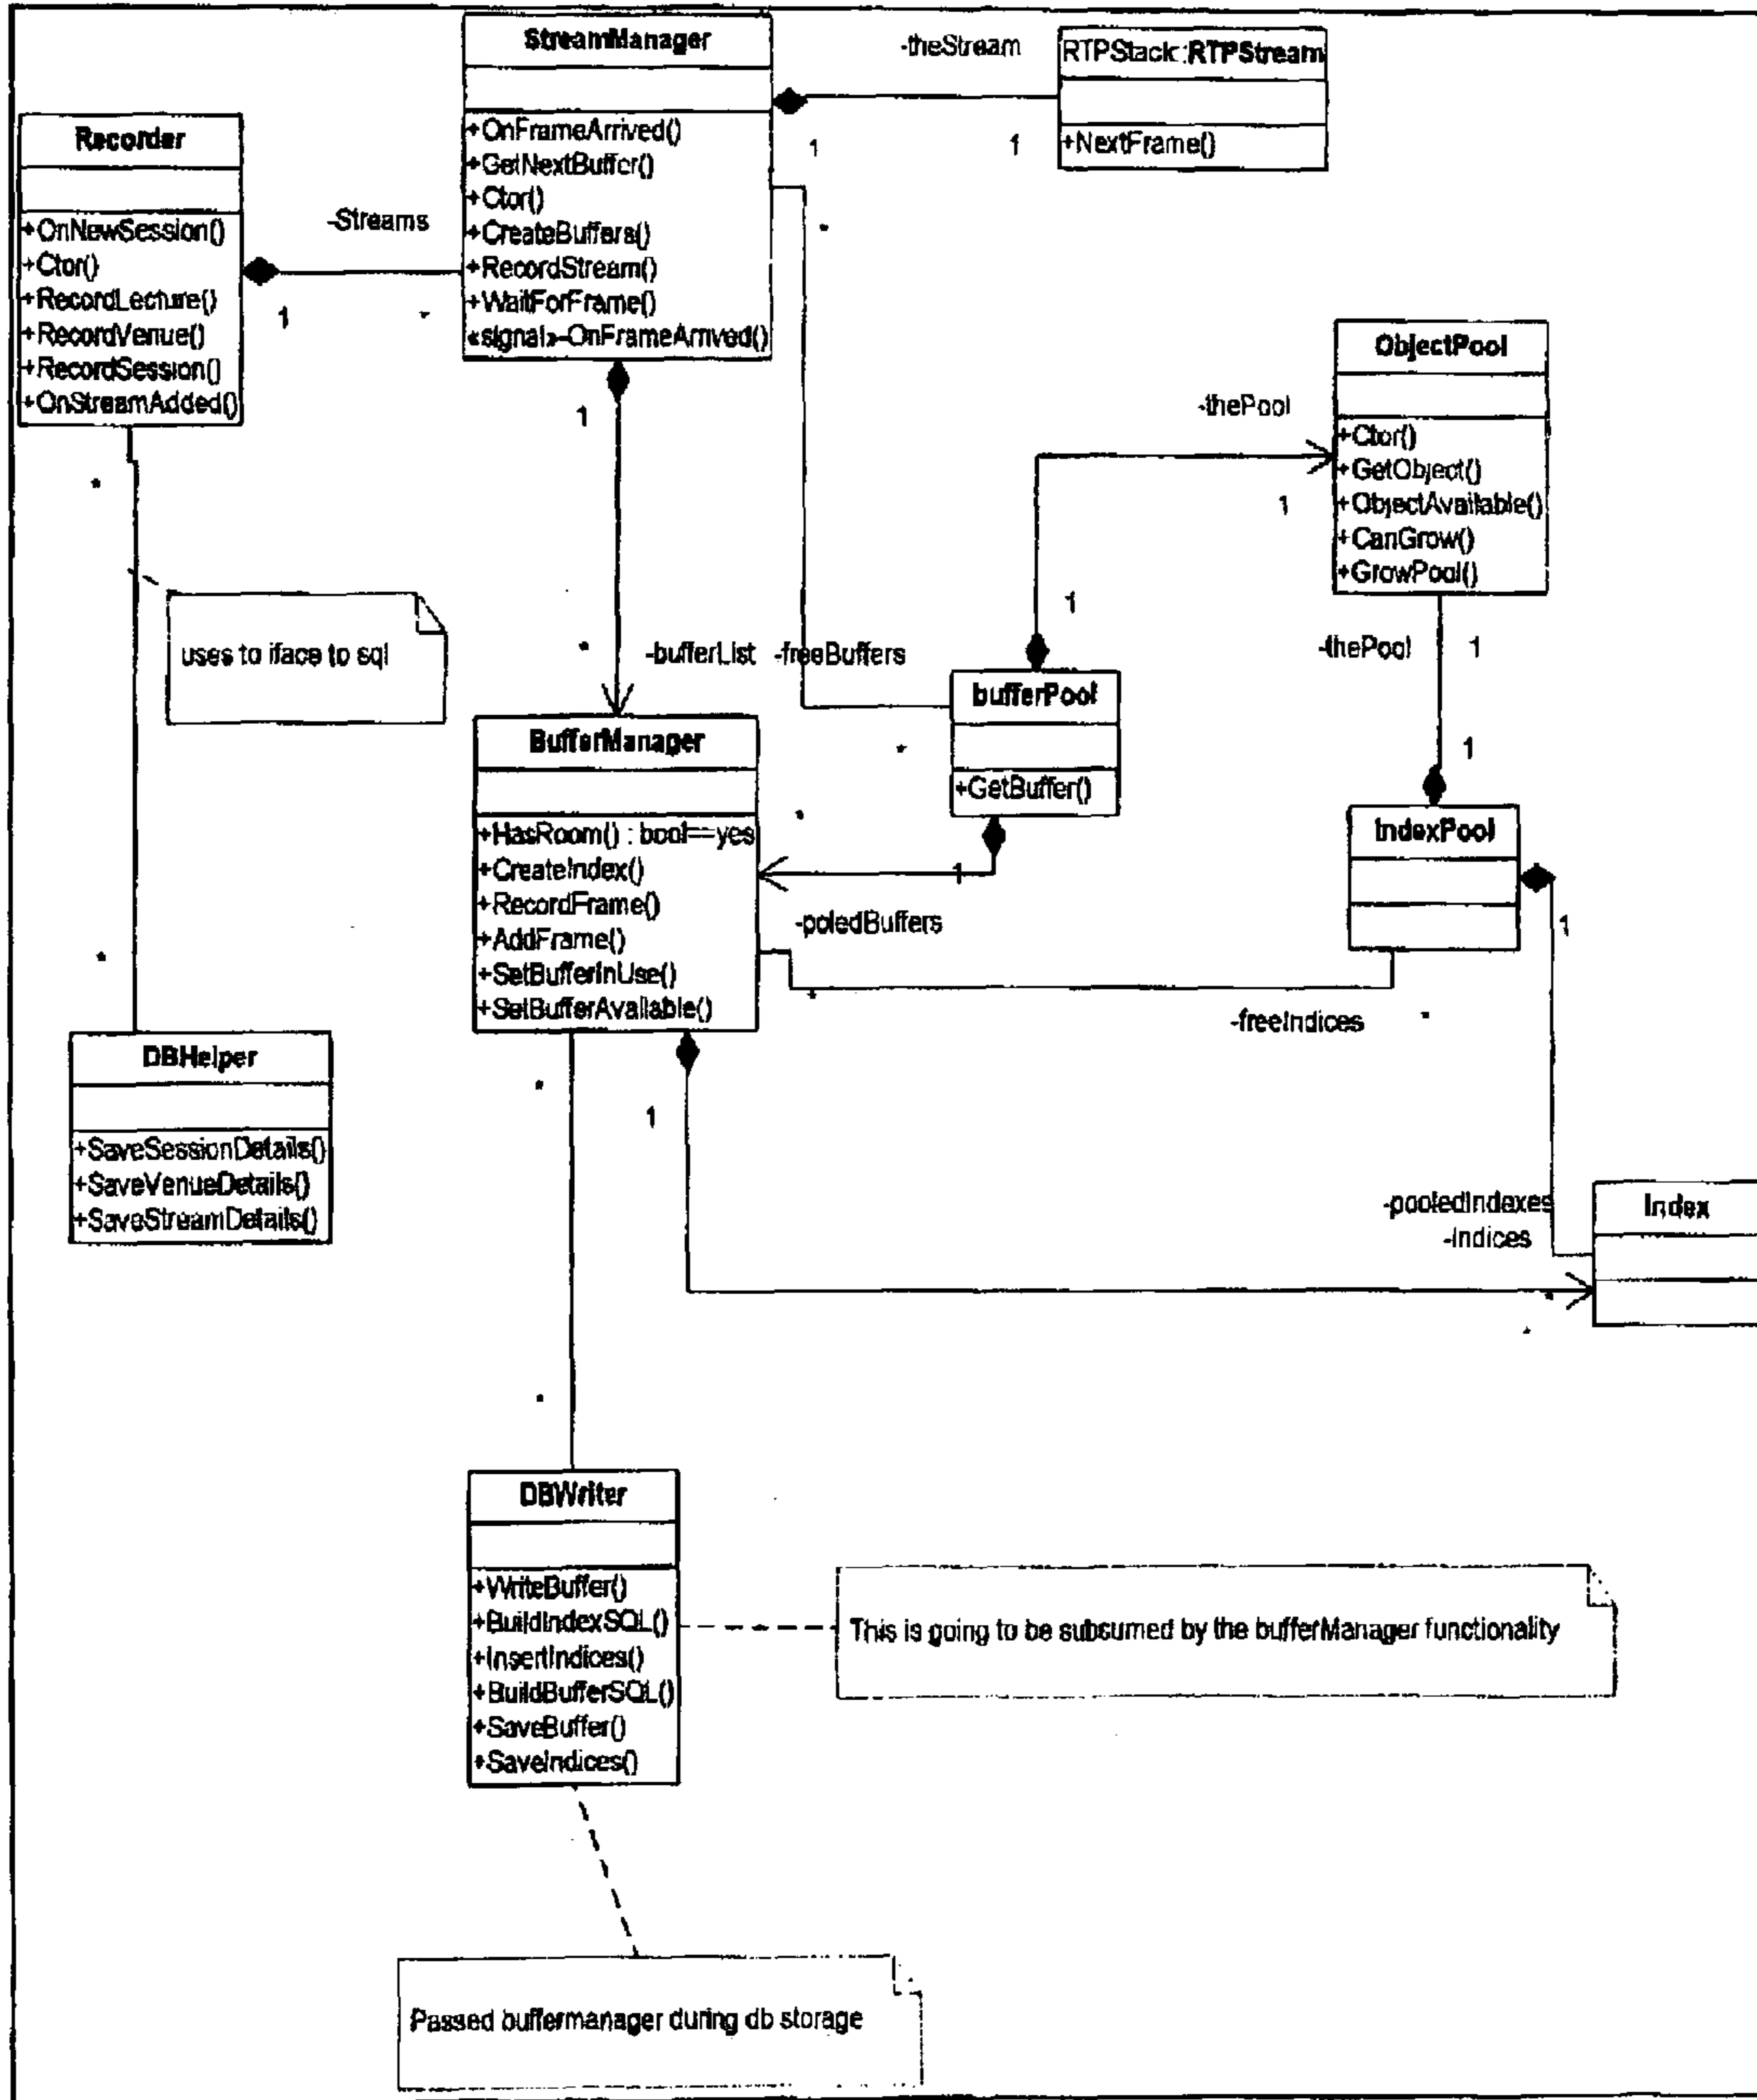 StreamManager
+OnFrameArrived()
+GetNextBuffer()
+Ctor()
+CreateBuffers()
+RecordStream()
+WaitForFrame()
«signal»-OnFrameArrived()
-theStream
1
1
RTPStack::RTPStream
+NextFrame()
Recorder
+OnNewSession()
+Ctor()
+RecordLecture()
+RecordVenue()
+RecordSession()
+OnStreamAdded()
-Streams
1
*
*
1
*
-bufferList
-freeBuffers
*
*
uses to iface to sql
*
ObjectPool
+Ctor()
+GetObject()
+ObjectAvailable()
+CanGrow()
+GrowPool()
-thePool
1
1
-thePool
1
1
bufferPool
+GetBuffer()
BufferManager
+HasRoom() : bool==yes
+CreateIndex()
+RecordFrame()
+AddFrame()
+SetBufferInUse()
+SetBufferAvailable()
*
1
-poledBuffers
IndexPool
1
*
-freeIndices
*
*
DBHelper
+SaveSessionDetails()
+SaveVenueDetails()
+SaveStreamDetails()
*
1
-pooledIndexes
-Indices
Index
*
*
*
DBWriter
+WriteBuffer()
+BuildIndexSQL()
+InsertIndices()
+BuildBufferSQL()
+SaveBuffer()
+SaveIndices()
This is going to be subsumed by the bufferManager functionality
Passed buffermanager during db storage